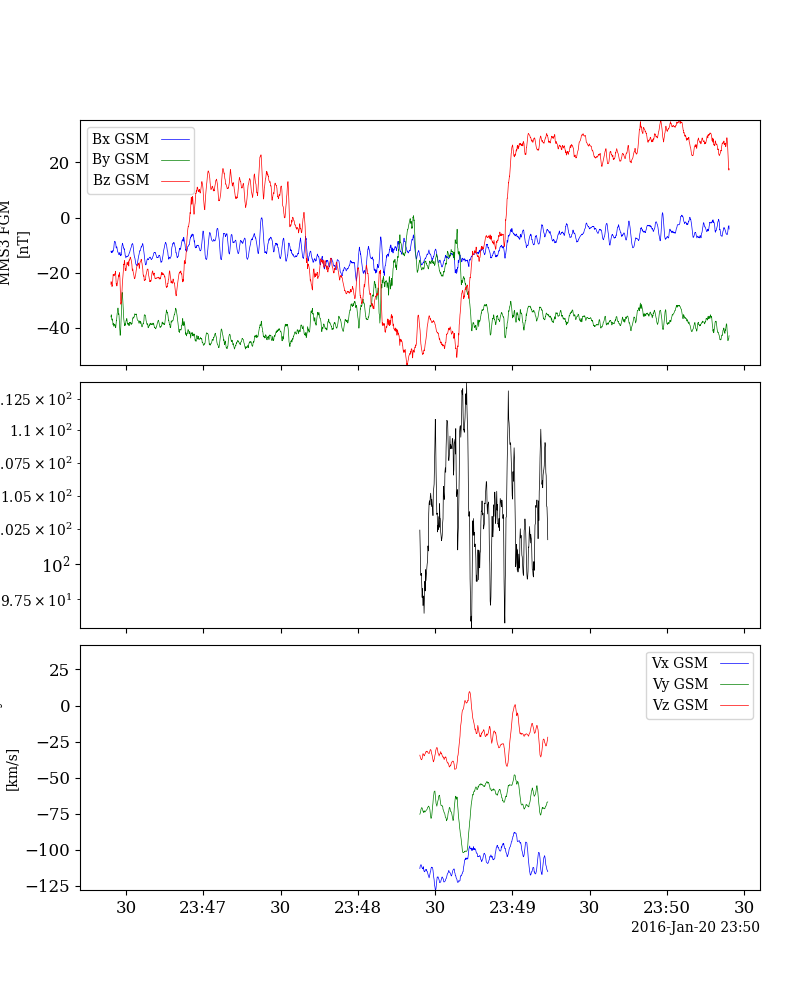 Bx GSM
By GSM
Bz GSM
20
0
−20
−40
MMS3 FGM
[nT]
.125 × 10²
1.1 × 10²
.075 × 10²
.05 × 10²
.025 × 10²
10²
9.75 × 10¹
Vx GSM
Vy GSM
Vz GSM
25
0
−25
−50
−75
−100
−125
[km/s]
30 23:47 30 23:48 30 23:49 30 23:50 30
2016-Jan-20 23:50